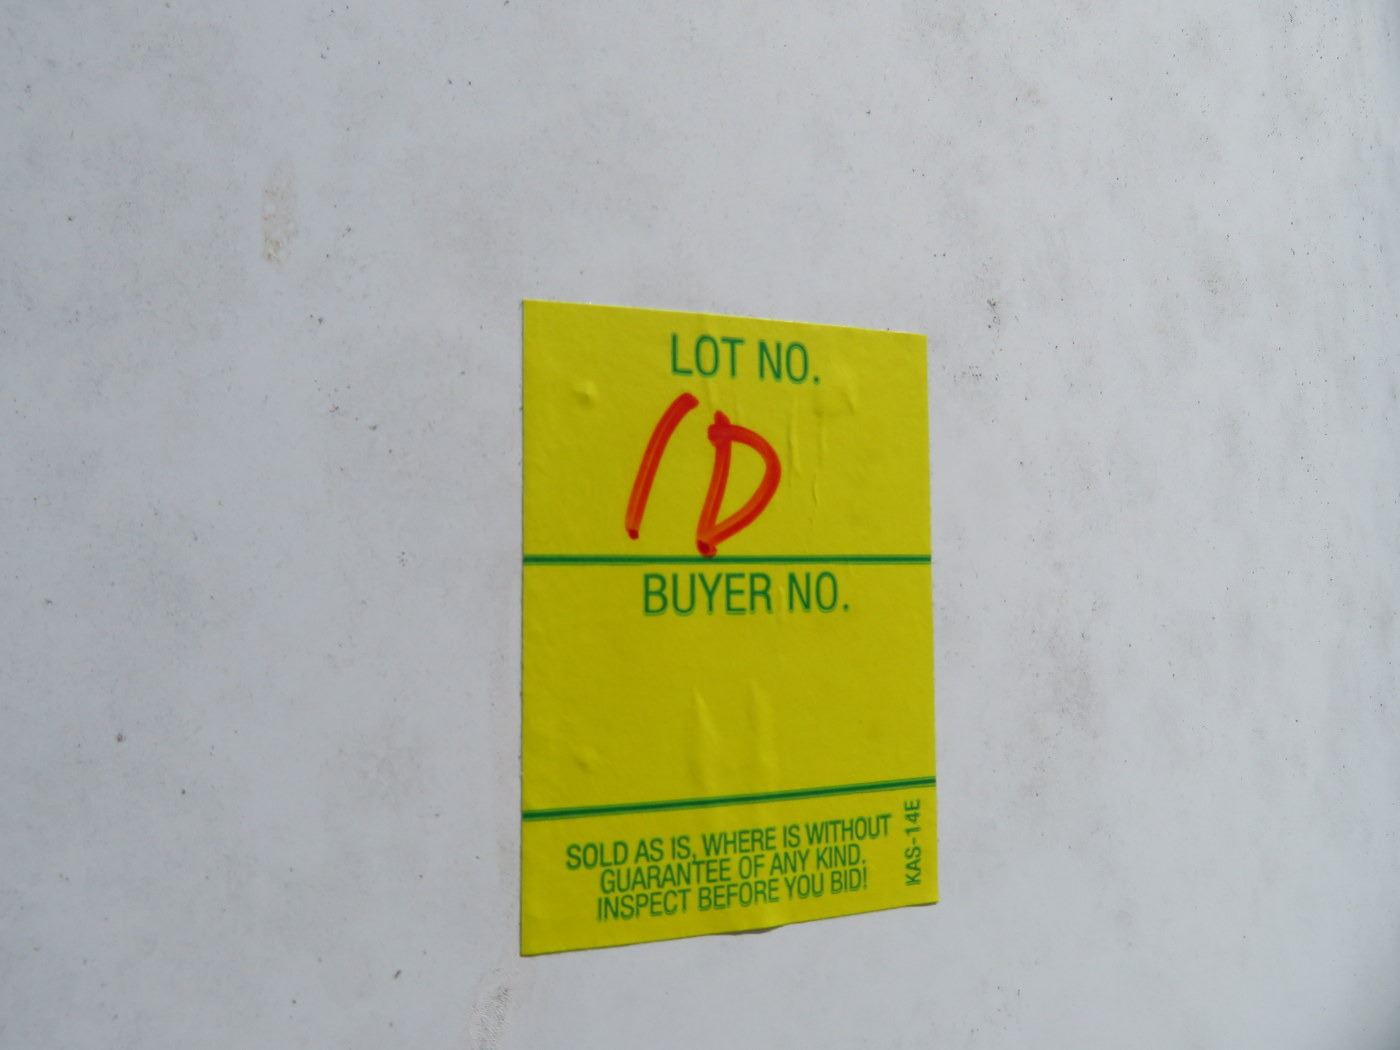 LOT NO.
1D
BUYER NO.
SOLD AS IS, WHERE IS WITHOUT
GUARANTEE OF ANY KIND.
INSPECT BEFORE YOU BID!
KAS-14E